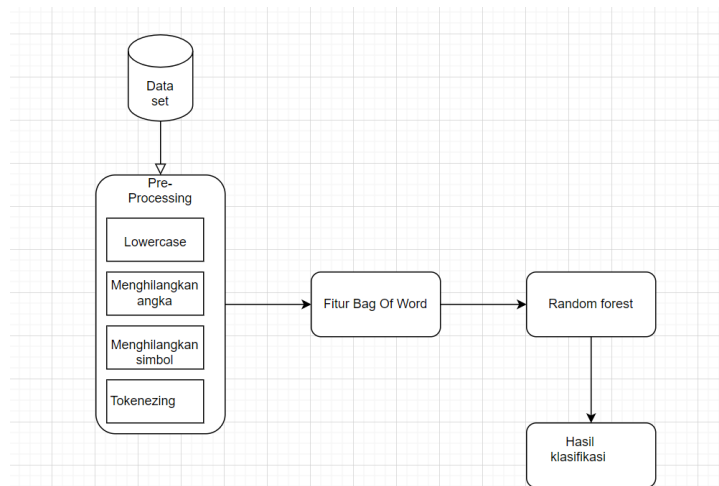 Data
set
Pre-
Processing
Lowercase
Menghilangkan
angka
Menghilangkan
simbol
Tokenezing
Fitur Bag Of Word
Random forest
Hasil
klasifikasi